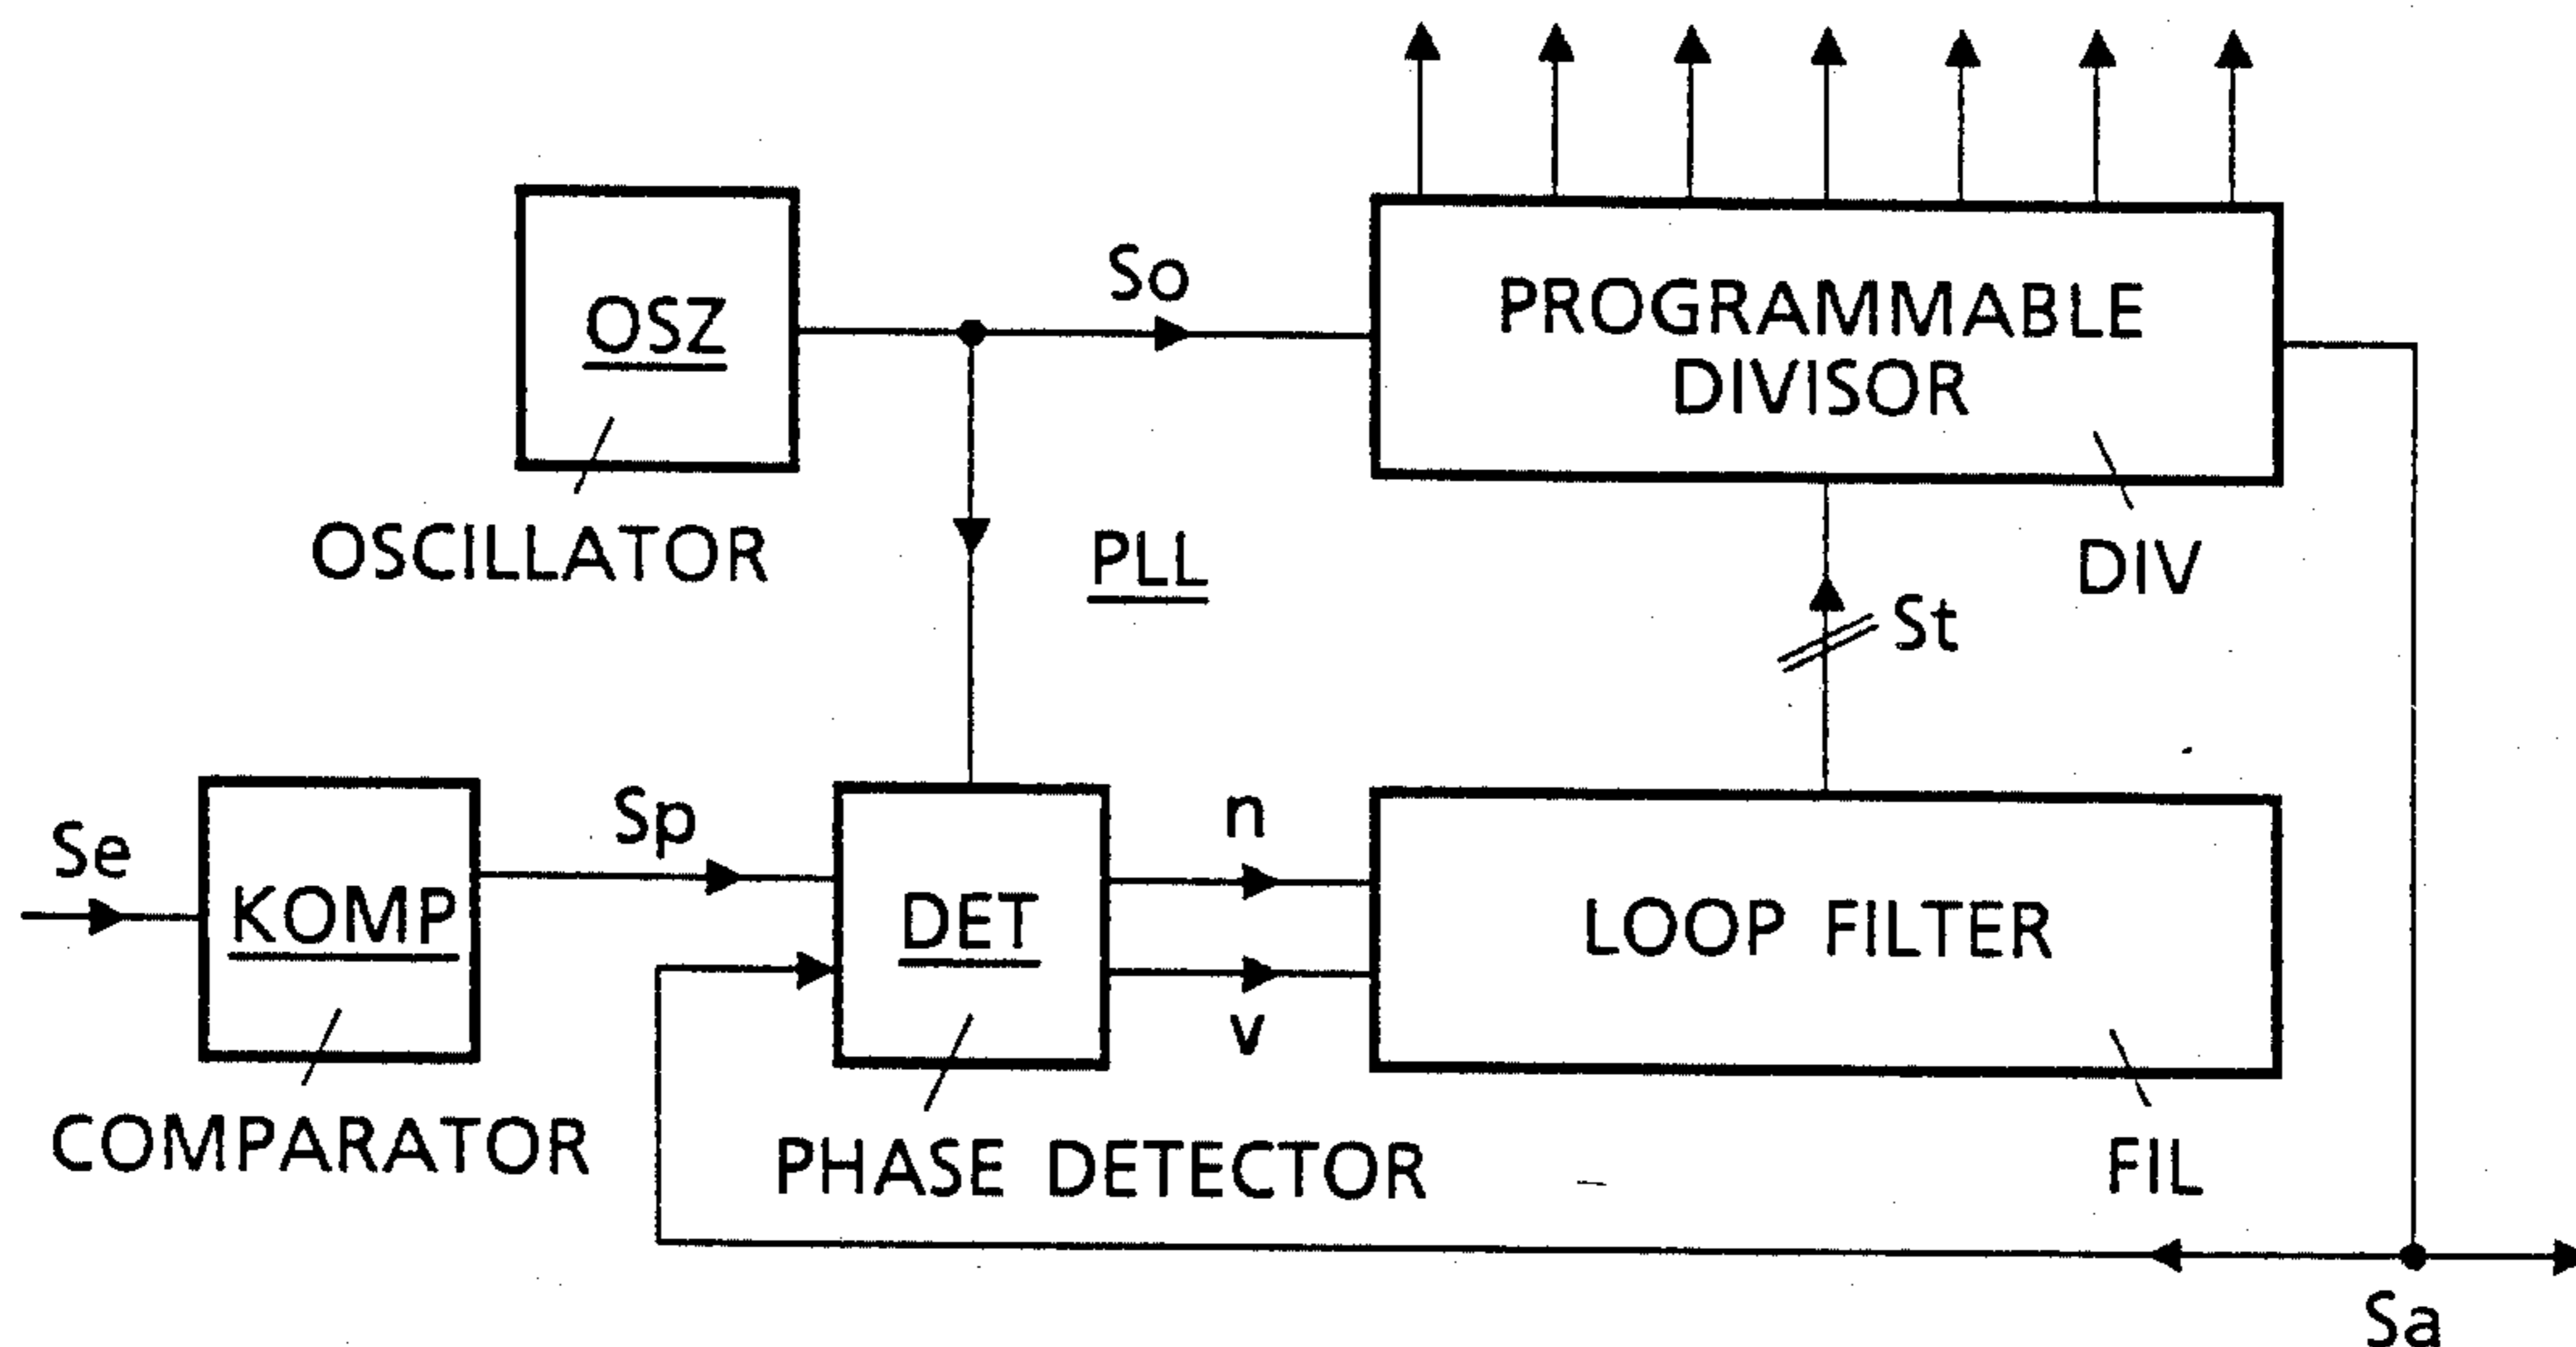 So
OSZ
PROGRAMMABLE
DIVISOR
OSCILLATOR
PLL
DIV
St
Se
KOMP
Sp
DET
n
v
LOOP FILTER
COMPARATOR
PHASE DETECTOR
FIL
Sa